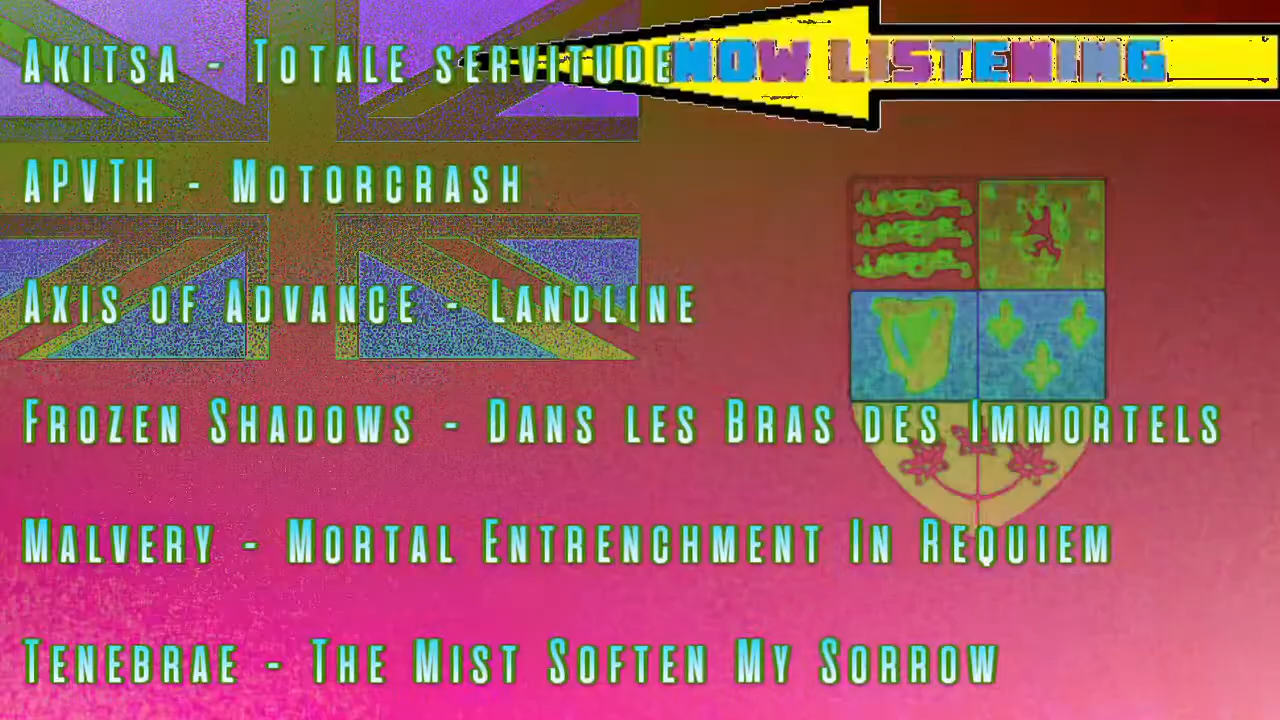 Akitsa - Totale servitude NOW LISTENING
APVTH - Motorcrash
Axis of Advance - Landline
Frozen Shadows - Dans les Bras des Immortels
Malvery - Mortal Entrenchment In Requiem
Tenebrae - The Mist Soften My Sorrow